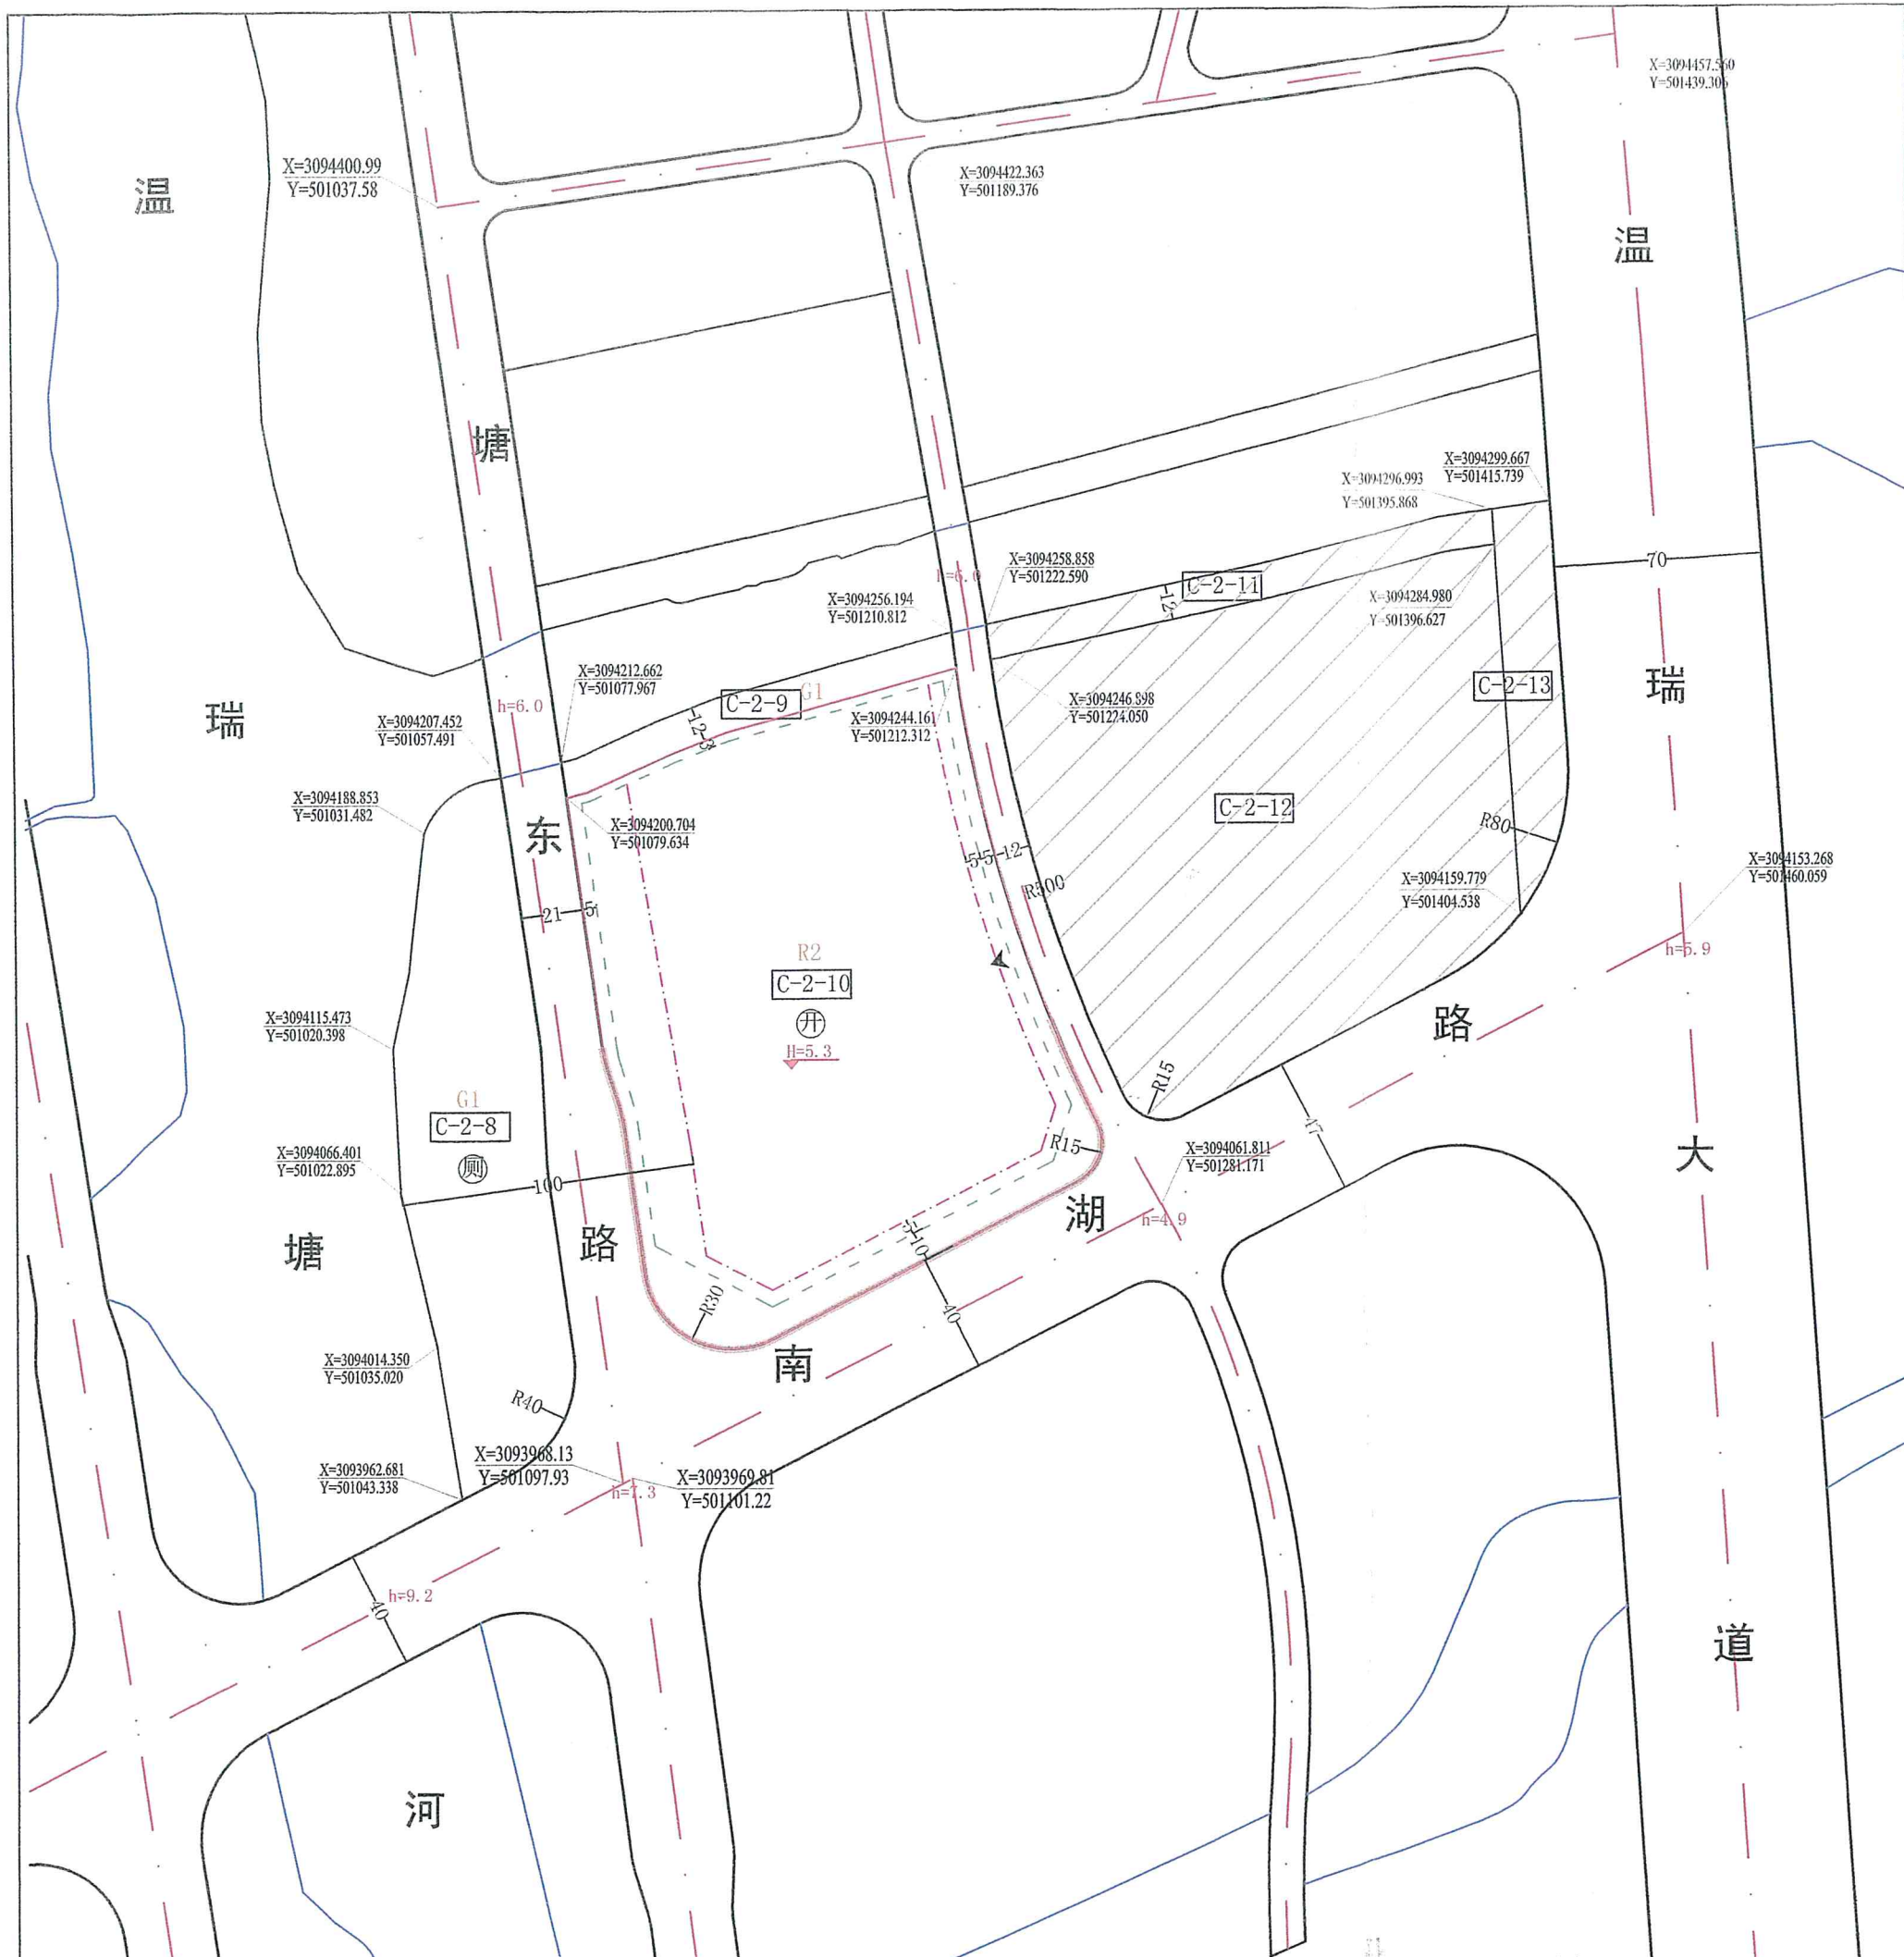 X=3094457.560
Y=501439.305
X=3094400.99
Y=501037.58
X=3094422.363
Y=501189.376
温
温
塘
X=3094299.667
Y=501415.739
X=3094296.993
Y=501395.868
X=3094258.858
Y=501222.590
70
h=6.0
C-2-11
12
X=3094256.194
Y=501210.812
X=3094284.980
Y=501396.627
X=3094212.662
Y=501077.967
C-2-9
G1
C-2-13
瑞
瑞
h=6.0
12
3
X=3094207.452
Y=501057.491
X=3094244.161
Y=501212.312
X=3094246.898
Y=501224.050
X=3094188.853
Y=501031.482
东
X=3094200.704
Y=501079.634
C-2-12
R80
5
5
12
R500
X=3094159.779
Y=501404.538
X=3094153.268
Y=501460.059
21
5
R2
C-2-10
开
H=5.3
h=5.9
X=3094115.473
Y=501020.398
路
R15
G1
C-2-8
厕
X=3094066.401
Y=501022.895
47
R15
X=3094061.811
Y=501281.171
大
100
塘
路
湖
h=4.9
5
10
R30
40
X=3094014.350
Y=501035.020
南
R40
X=3093968.13
Y=501097.93
X=3093962.681
Y=501043.338
h=7.3
X=3093969.81
Y=501101.22
h=9.2
40
道
河